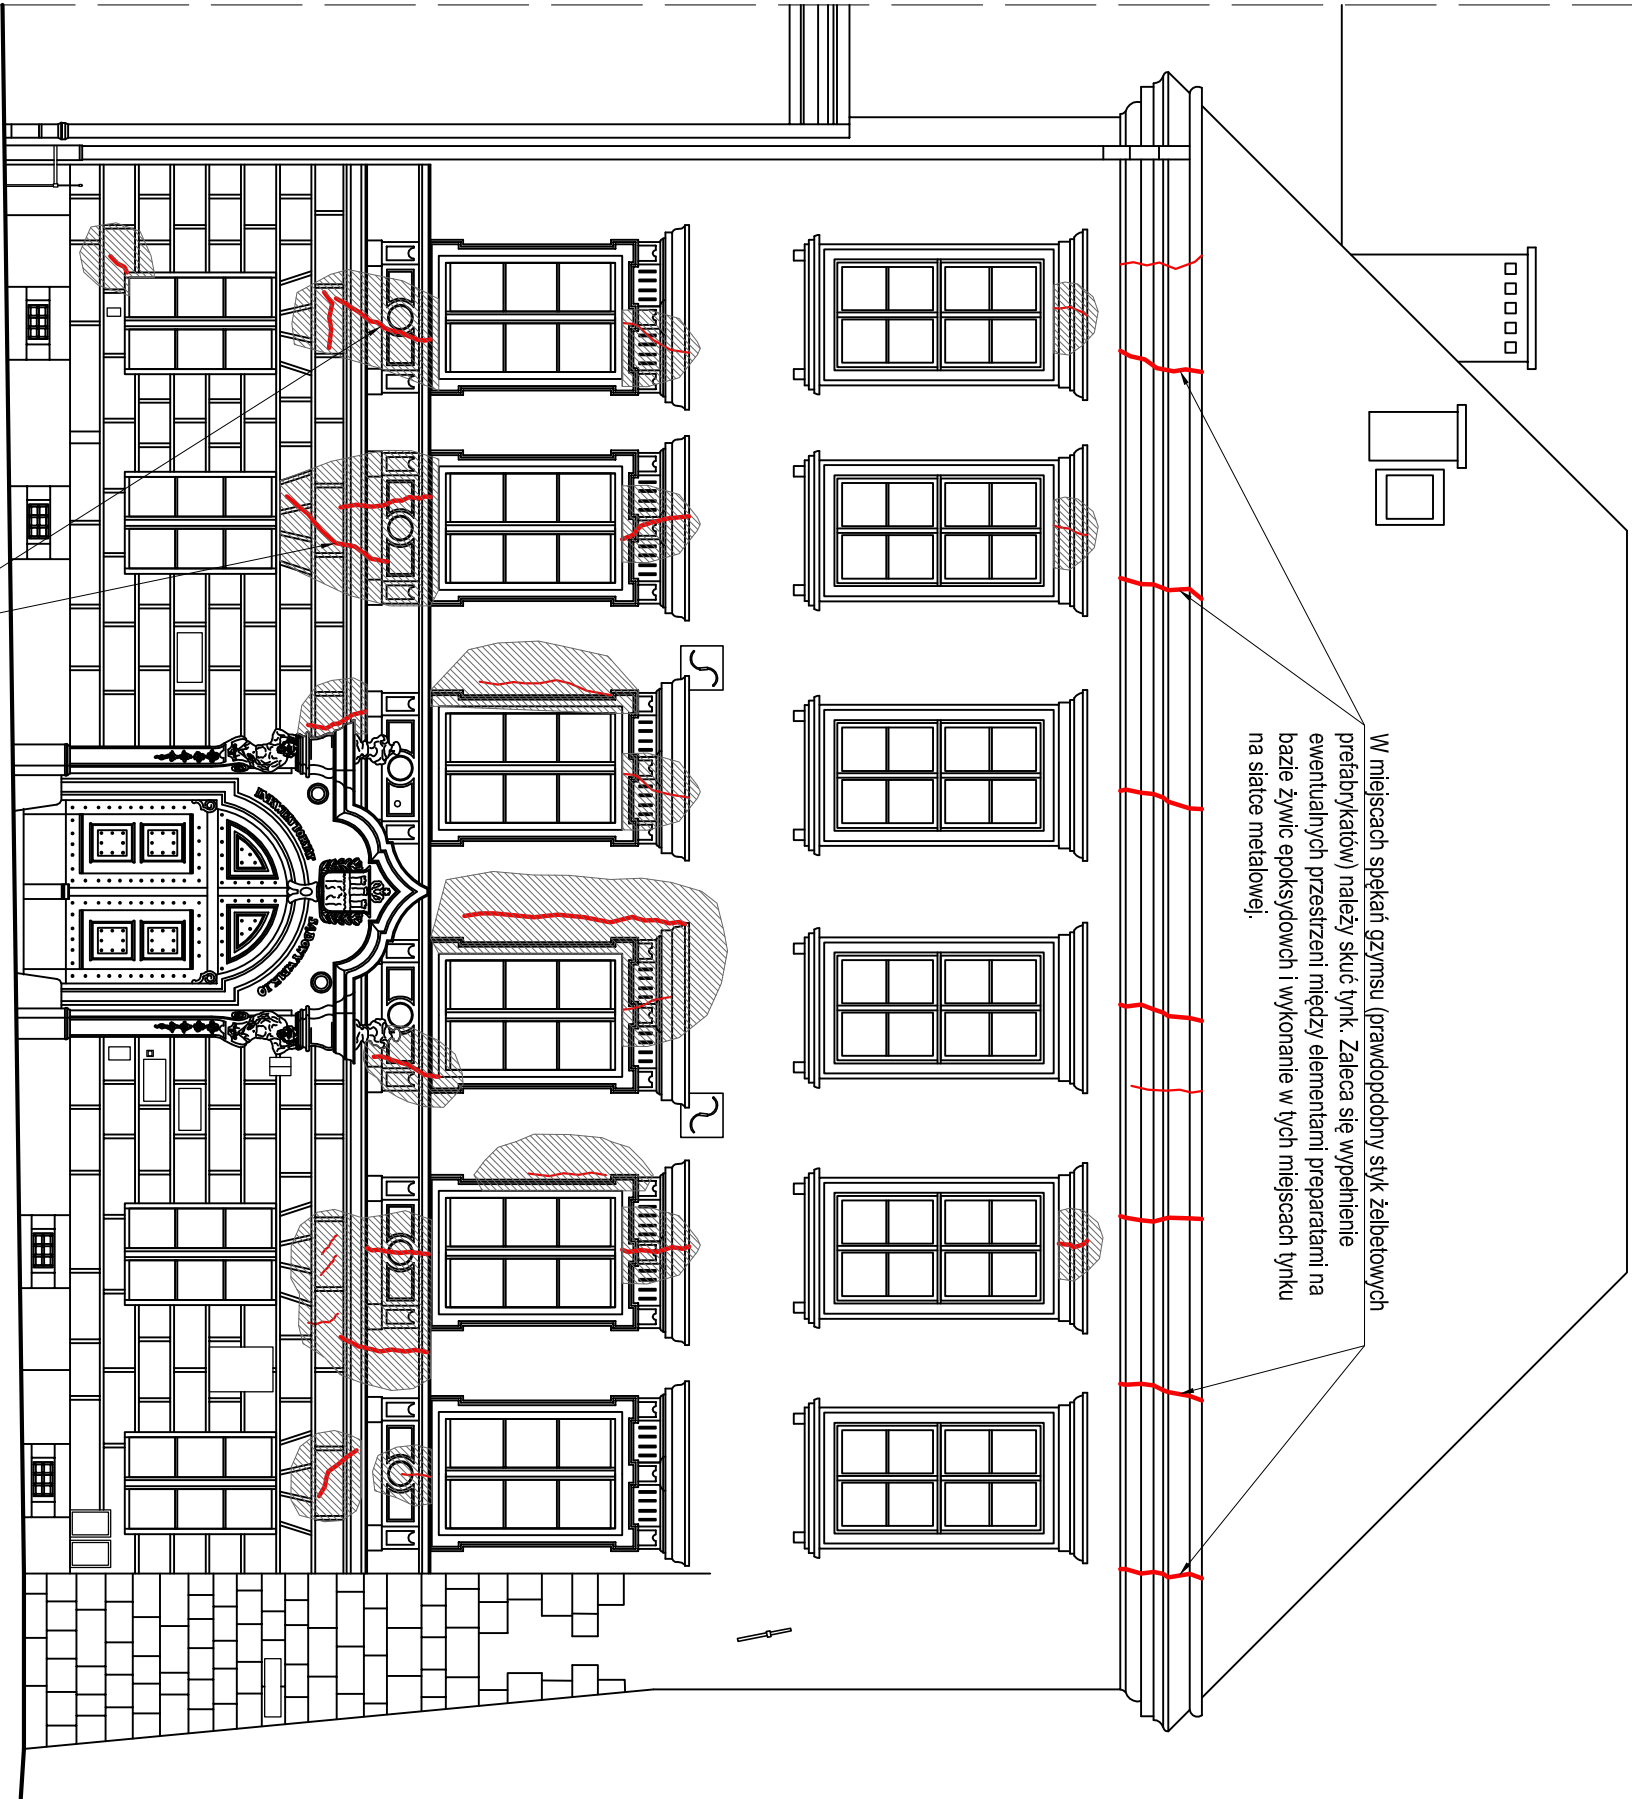 W miejscach spękań gzymsu (prawdopodobny styk żelbetowych
prefabrykatów) należy skuć tynk. Zaleca się wypełnienie
ewentualnych przestrzeni między elementami preparatami na
bazie żywic epoksydowch i wykonanie w tych miejscach tynku
na siatce metalowej.